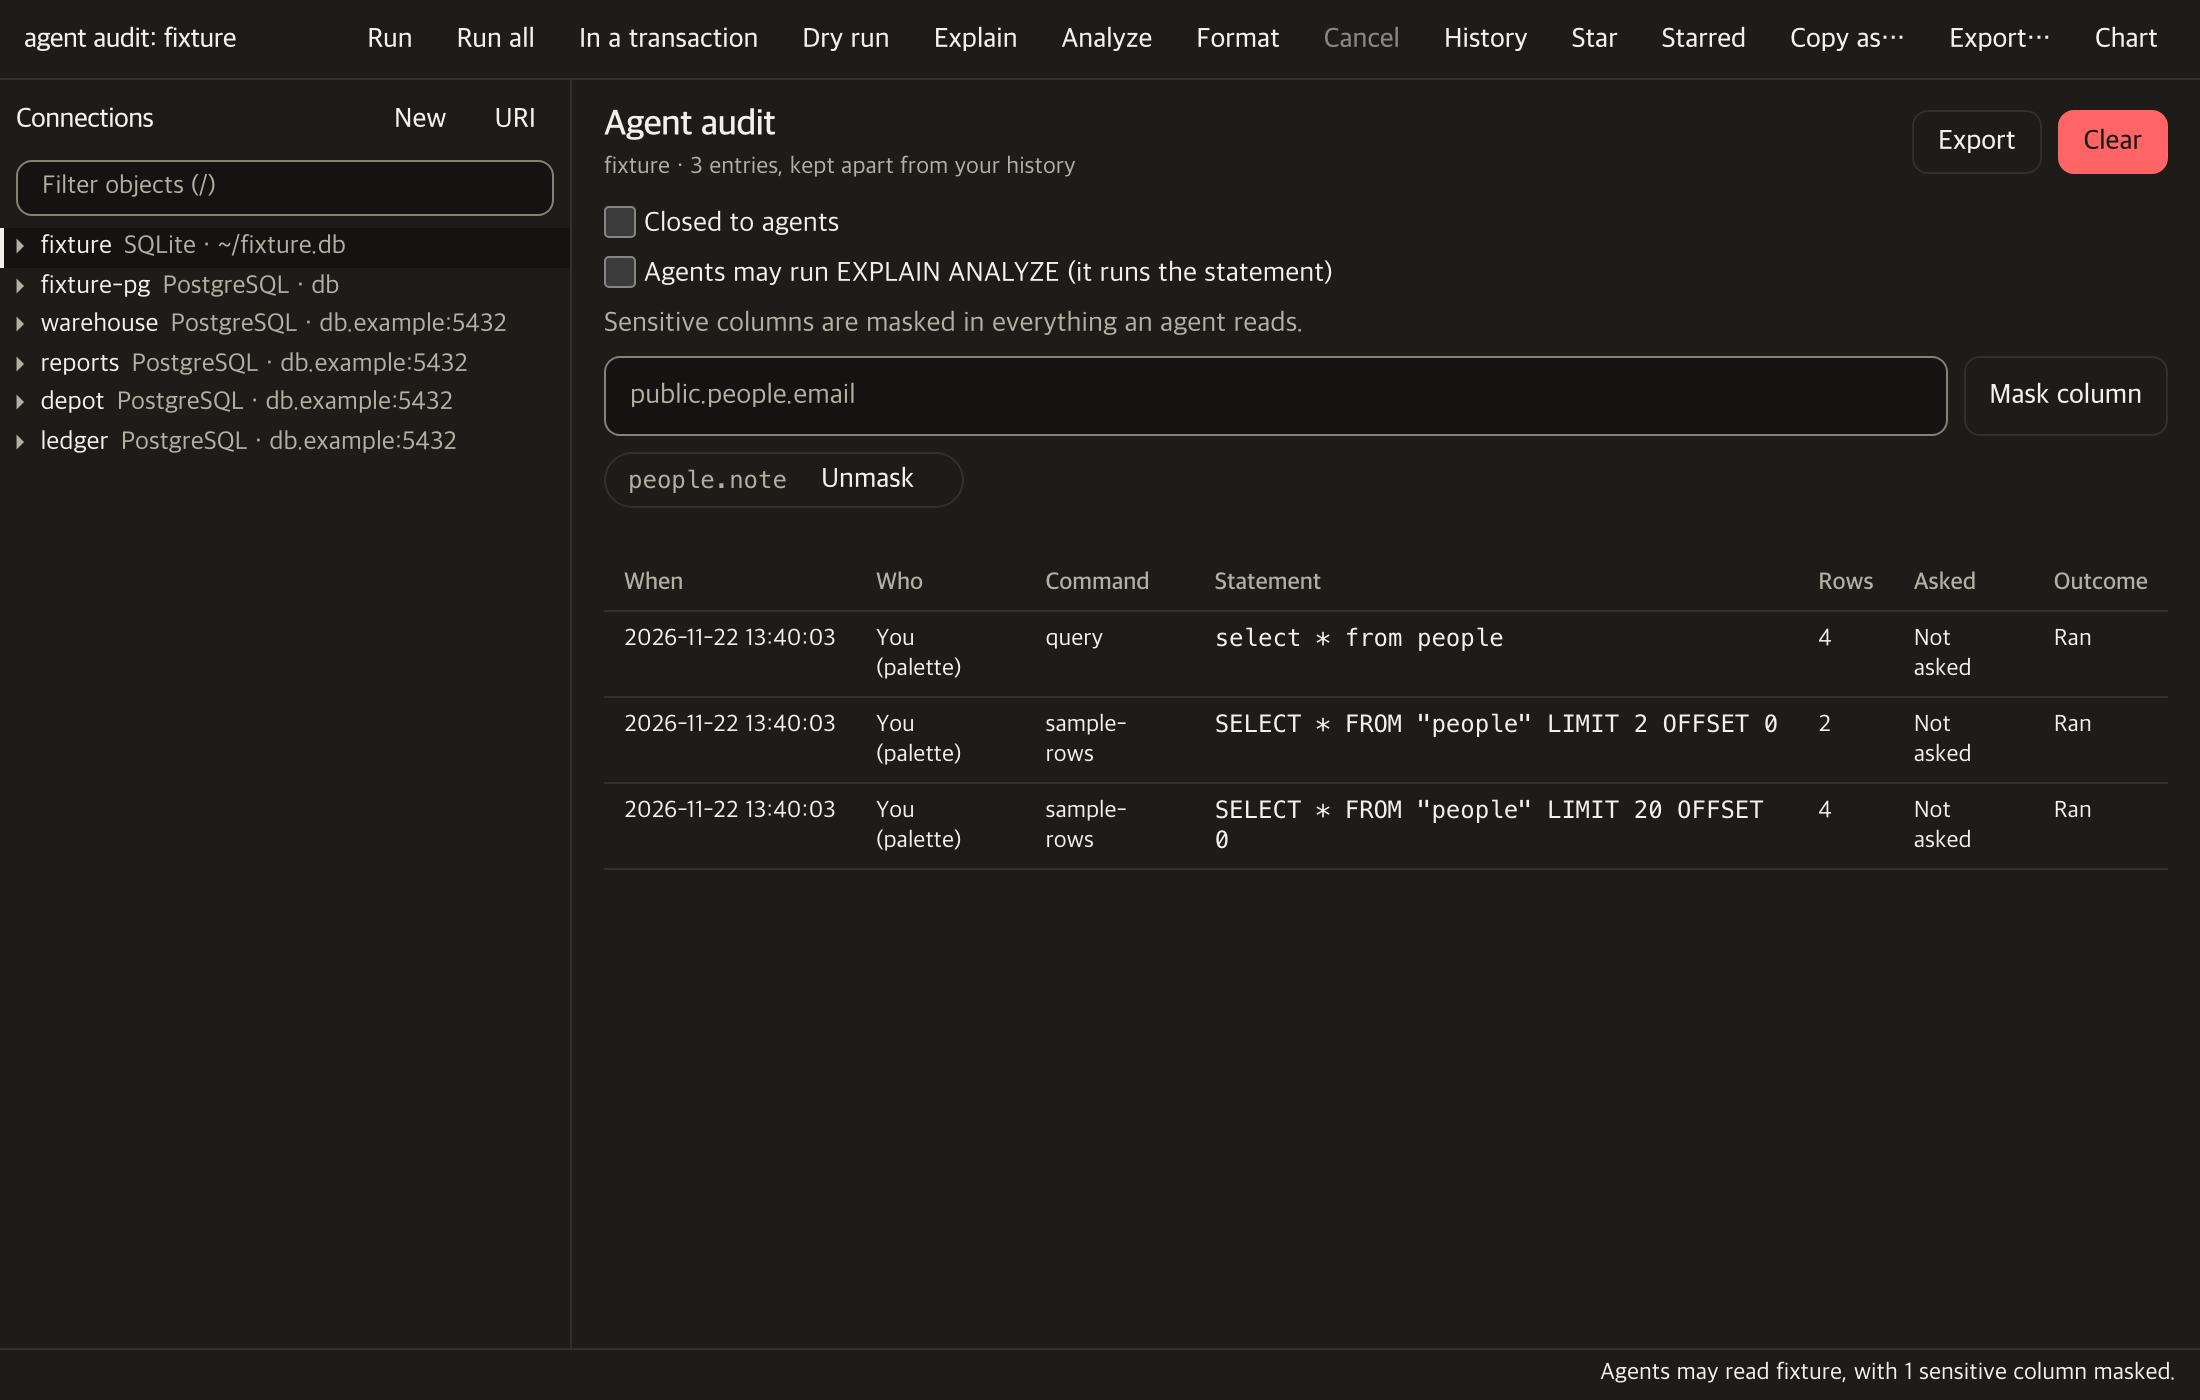 agent audit: fixture Run Run all In a transaction Dry run Explain Analyze Format Cancel History Star Starred Copy as… Export… Chart
Connections New URI
Filter objects (/)
fixture SQLite · ~/fixture.db
fixture-pg PostgreSQL · db
warehouse PostgreSQL · db.example:5432
reports PostgreSQL · db.example:5432
depot PostgreSQL · db.example:5432
ledger PostgreSQL · db.example:5432
Agent audit
fixture · 3 entries, kept apart from your history
Export Clear
Closed to agents
Agents may run EXPLAIN ANALYZE (it runs the statement)
Sensitive columns are masked in everything an agent reads.
public.people.email Mask column
people.note Unmask
When Who Command Statement Rows Asked Outcome
2026-11-22 13:40:03 You query select * from people 4 Not Ran
(palette) asked
2026-11-22 13:40:03 You sample- SELECT * FROM "people" LIMIT 2 OFFSET 0 2 Not Ran
(palette) rows asked
2026-11-22 13:40:03 You sample- SELECT * FROM "people" LIMIT 20 OFFSET 4 Not Ran
(palette) rows 0 asked
Agents may read fixture, with 1 sensitive column masked.